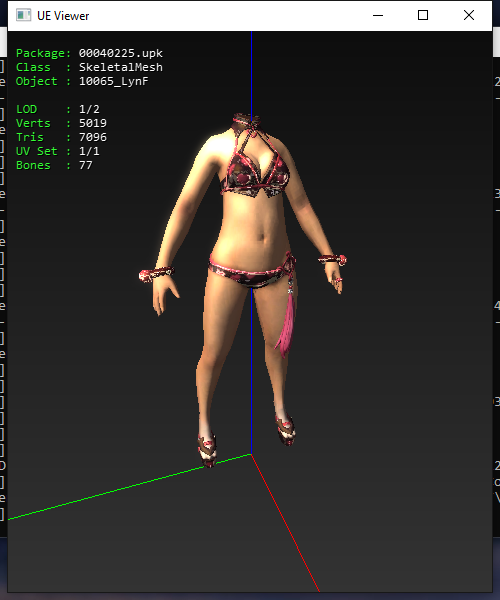 UE Viewer
Package: 00040225.upk
Class : SkeletalMesh
Object : 10065_LynF
LOD : 1/2
Verts : 5019
Tris : 7096
UV Set : 1/1
Bones : 77